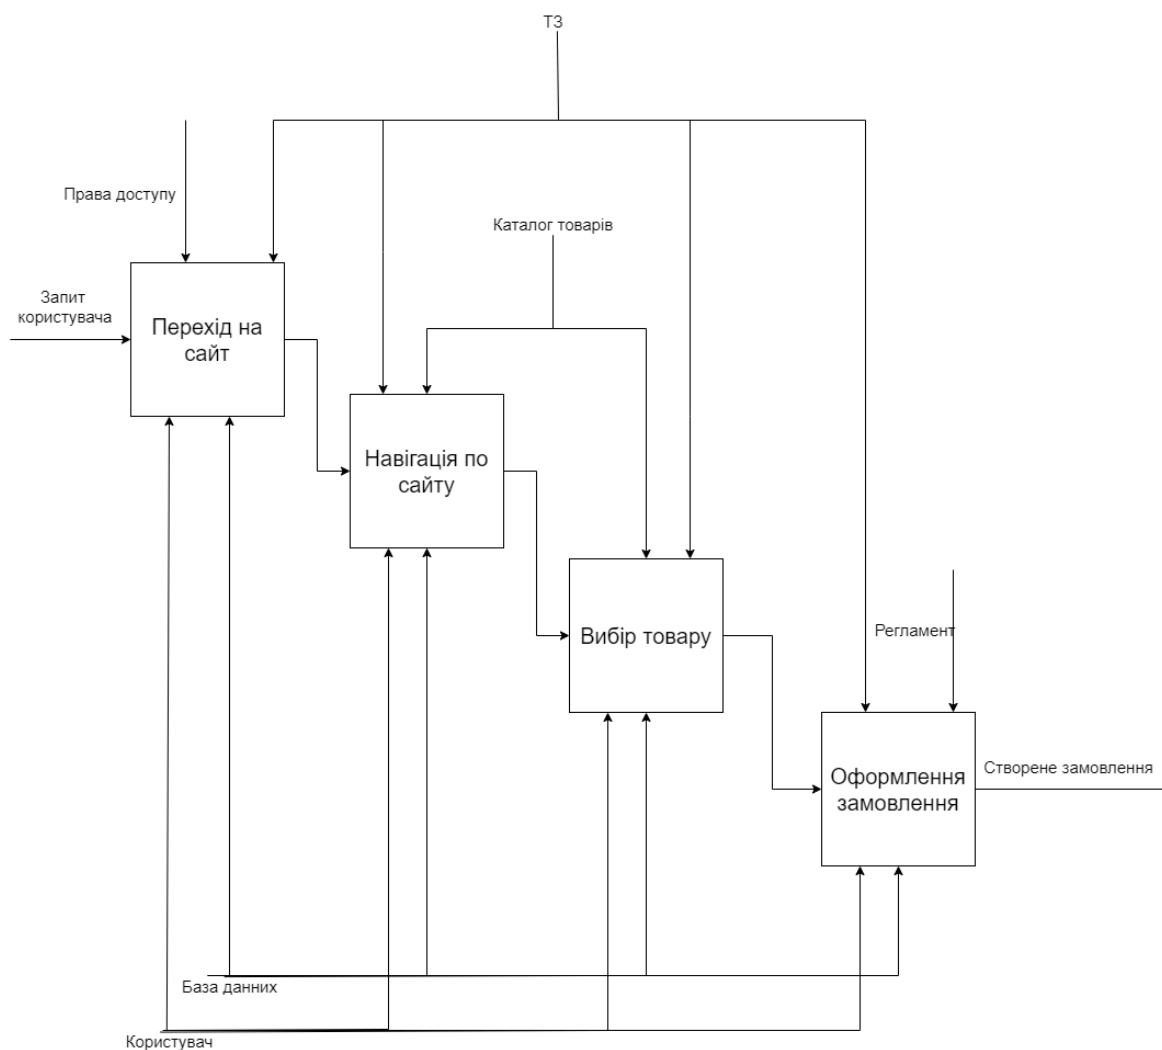 ТЗ
Права доступу
Каталог товарів
Запит
користувача
Перехід на
сайт
Навігація по
сайту
Вибір товару
Регламент
Оформлення
замовлення
Створене замовлення
База данних
Користувач